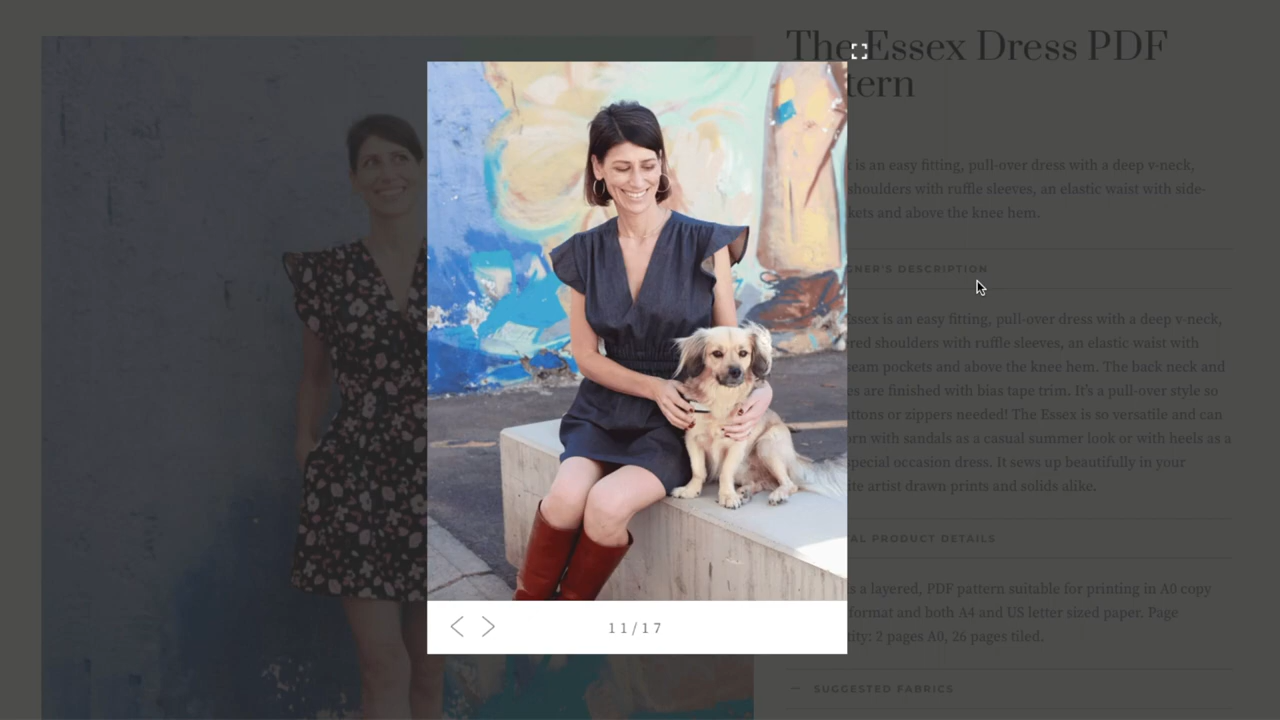 The Essex Dress PDF
tern
is an easy fitting, pull-over dress with a deep v-neck,
shoulders with ruffle sleeves, an elastic waist with side-
kets and above the knee hem.
GNER'S DESCRIPTION
ssex is an easy fitting, pull-over dress with a deep v-neck,
red shoulders with ruffle sleeves, an elastic waist with
eam pockets and above the knee hem. The back neck and
es are finished with bias tape trim. It's a pull-over style so
ttons or zippers needed! The Essex is so versatile and can
rn with sandals as a casual summer look or with heels as a
special occasion dress. It sews up beautifully in your
te artist drawn prints and solids alike.
AL PRODUCT DETAILS
s a layered, PDF pattern suitable for printing in A0 copy
format and both A4 and US letter sized paper. Page
tity: 2 pages A0, 26 pages tiled.
— SUGGESTED FABRICS
11/17